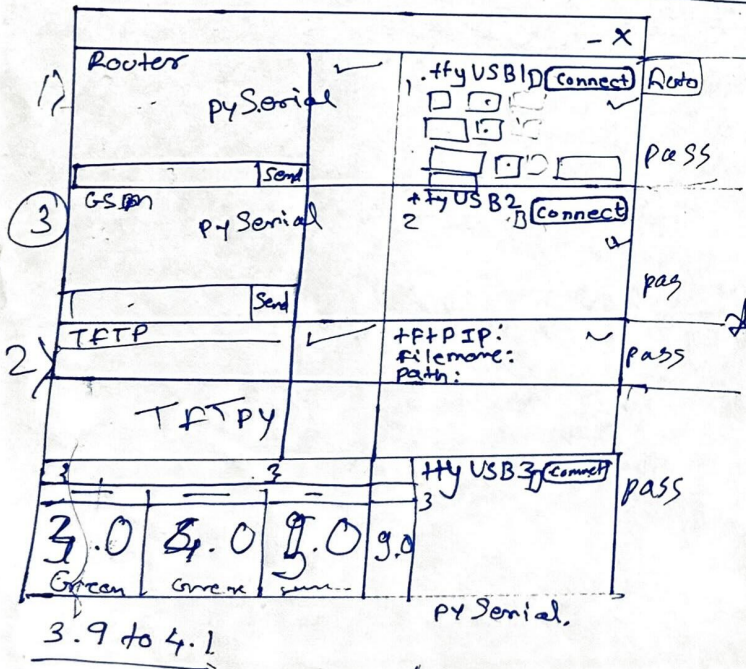 - X
Router
1)
pySerial
ttyUSB1
Connect
Auto
1
pass
Send
GSM
3
pySerial
ttyUSB2
Connect
2
Send
pas
TFTP
2)
TFTP IP:
filename:
path:
pass
TFTPY
ttyUSB3
Connect
3
pass
.0
.0
.0
9.0
Green
Green
pySerial.
3.9 to 4.1